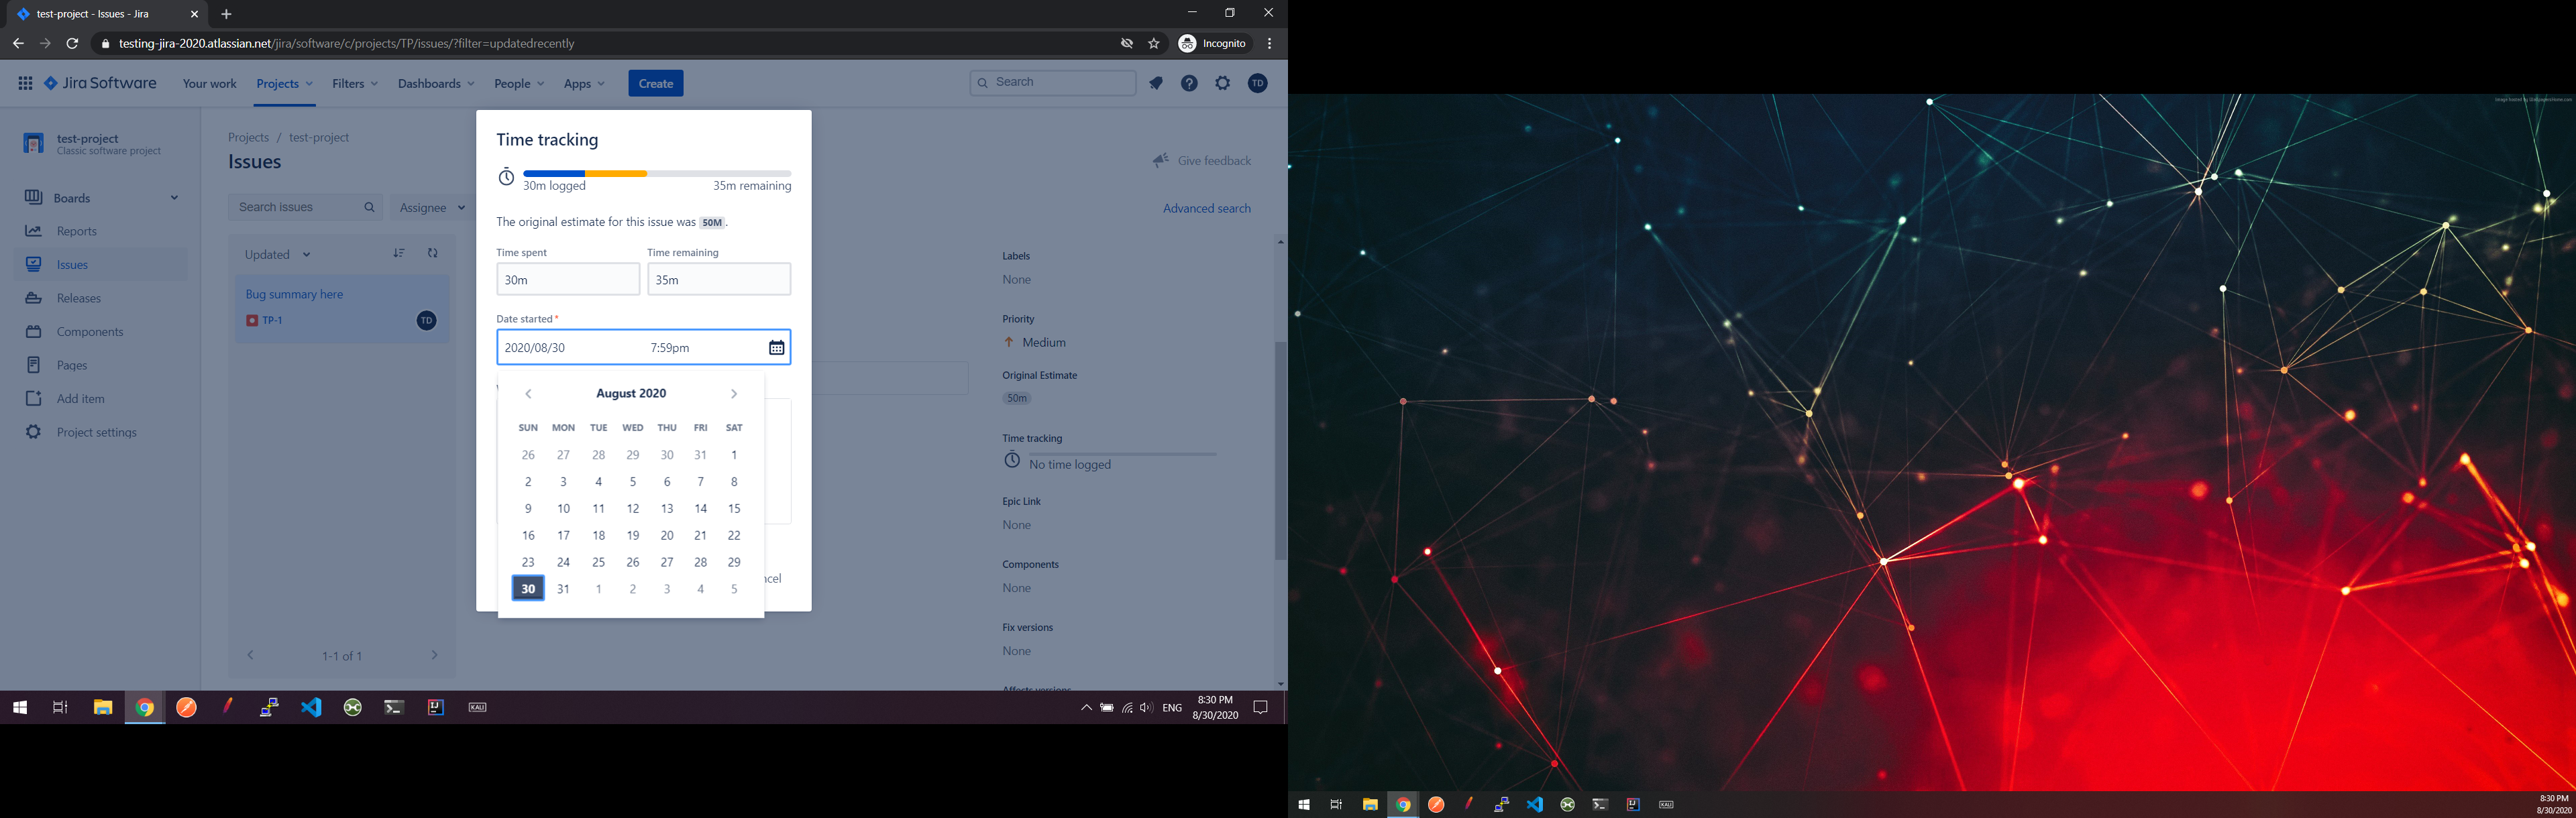 test-project - Issues - Jira
testing-jira-2020.atlassian.net/jira/software/c/projects/TP/issues/?filter=updatedrecently
Incognito
Jira Software
Your work
Projects
Filters
Dashboards
People
Apps
Create
Search
TD
test-project
Classic software project
Boards
Reports
Issues
Releases
Components
Pages
Add item
Project settings
Projects / test-project
Issues
Give feedback
Search issues
Assignee
Advanced search
Updated
Bug summary here
TP-1
TD
1-1 of 1
Time tracking
30m logged
35m remaining
The original estimate for this issue was 50M.
Time spent
Time remaining
30m
35m
Date started*
2020/08/30
7:59pm
August 2020
SUN MON TUE WED THU FRI SAT
26 27 28 29 30 31 1
2 3 4 5 6 7 8
9 10 11 12 13 14 15
16 17 18 19 20 21 22
23 24 25 26 27 28 29
30 31 1 2 3 4 5
ncel
Labels
None
Priority
Medium
Original Estimate
50m
Time tracking
No time logged
Epic Link
None
Components
None
Fix versions
None
Affects versions
KALI
ENG
8:30 PM
8/30/2020
KALI
8:30 PM
8/30/2020